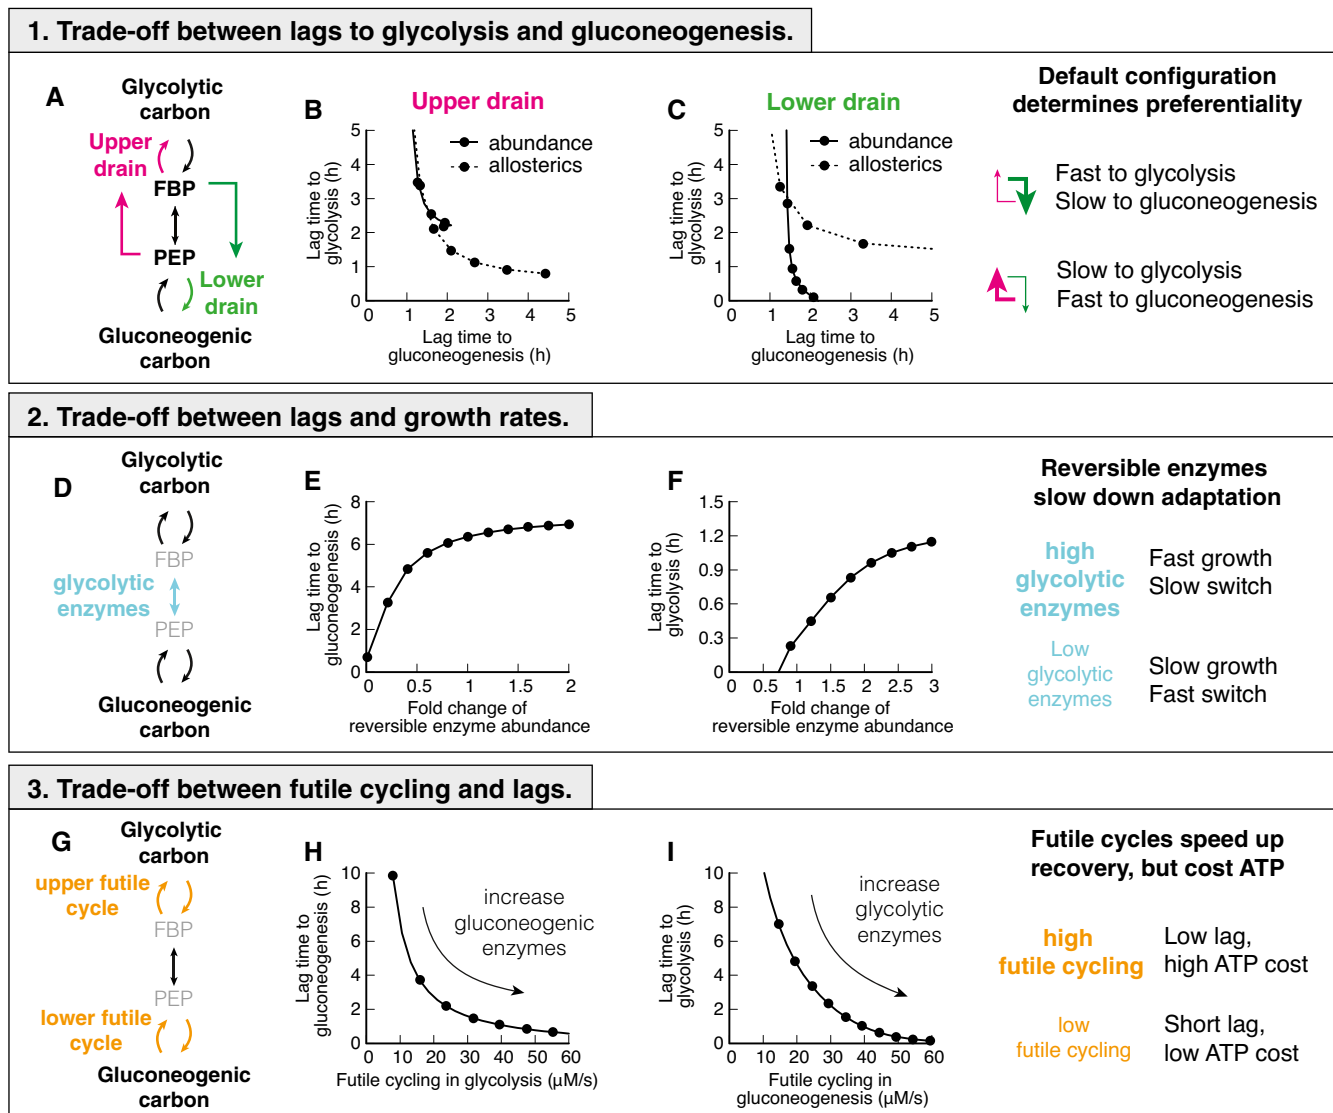 1. Trade-off between lags to glycolysis and gluconeogenesis.
A
Glycolytic
carbon
Upper
drain
FBP
PEP
Lower
drain
Gluconeogenic
carbon
B
Upper drain
abundance
allosterics
Lag time to
glycolysis (h)
5
4
3
2
1
0
0 1 2 3 4 5
Lag time to
gluconeogenesis (h)
C
Lower drain
abundance
allosterics
Lag time to
glycolysis (h)
5
4
3
2
1
0
0 1 2 3 4 5
Lag time to
gluconeogenesis (h)
Default configuration
determines preferentiality
Fast to glycolysis
Slow to gluconeogenesis
Slow to glycolysis
Fast to gluconeogenesis
2. Trade-off between lags and growth rates.
D
Glycolytic
carbon
FBP
glycolytic
enzymes
PEP
Gluconeogenic
carbon
E
Lag time to
gluconeogenesis (h)
8
6
4
2
0
0 0.5 1 1.5 2
Fold change of
reversible enzyme abundance
F
Lag time to
glycolysis (h)
1.5
1.2
0.9
0.6
0.3
0
0 0.5 1 1.5 2 2.5 3
Fold change of
reversible enzyme abundance
Reversible enzymes
slow down adaptation
high
glycolytic
enzymes
Fast growth
Slow switch
Low
glycolytic
enzymes
Slow growth
Fast switch
3. Trade-off between futile cycling and lags.
G
Glycolytic
carbon
upper futile
cycle
FBP
PEP
lower futile
cycle
Gluconeogenic
carbon
H
Lag time to
gluconeogenesis (h)
10
8
6
4
2
0
0 10 20 30 40 50 60
increase
gluconeogenic
enzymes
Futile cycling in glycolysis (μM/s)
I
Lag time to
glycolysis (h)
10
8
6
4
2
0
0 10 20 30 40 50 60
increase
glycolytic
enzymes
Futile cycling in
gluconeogenesis (μM/s)
Futile cycles speed up
recovery, but cost ATP
high
futile cycling
Low lag,
high ATP cost
low
futile cycling
Short lag,
low ATP cost